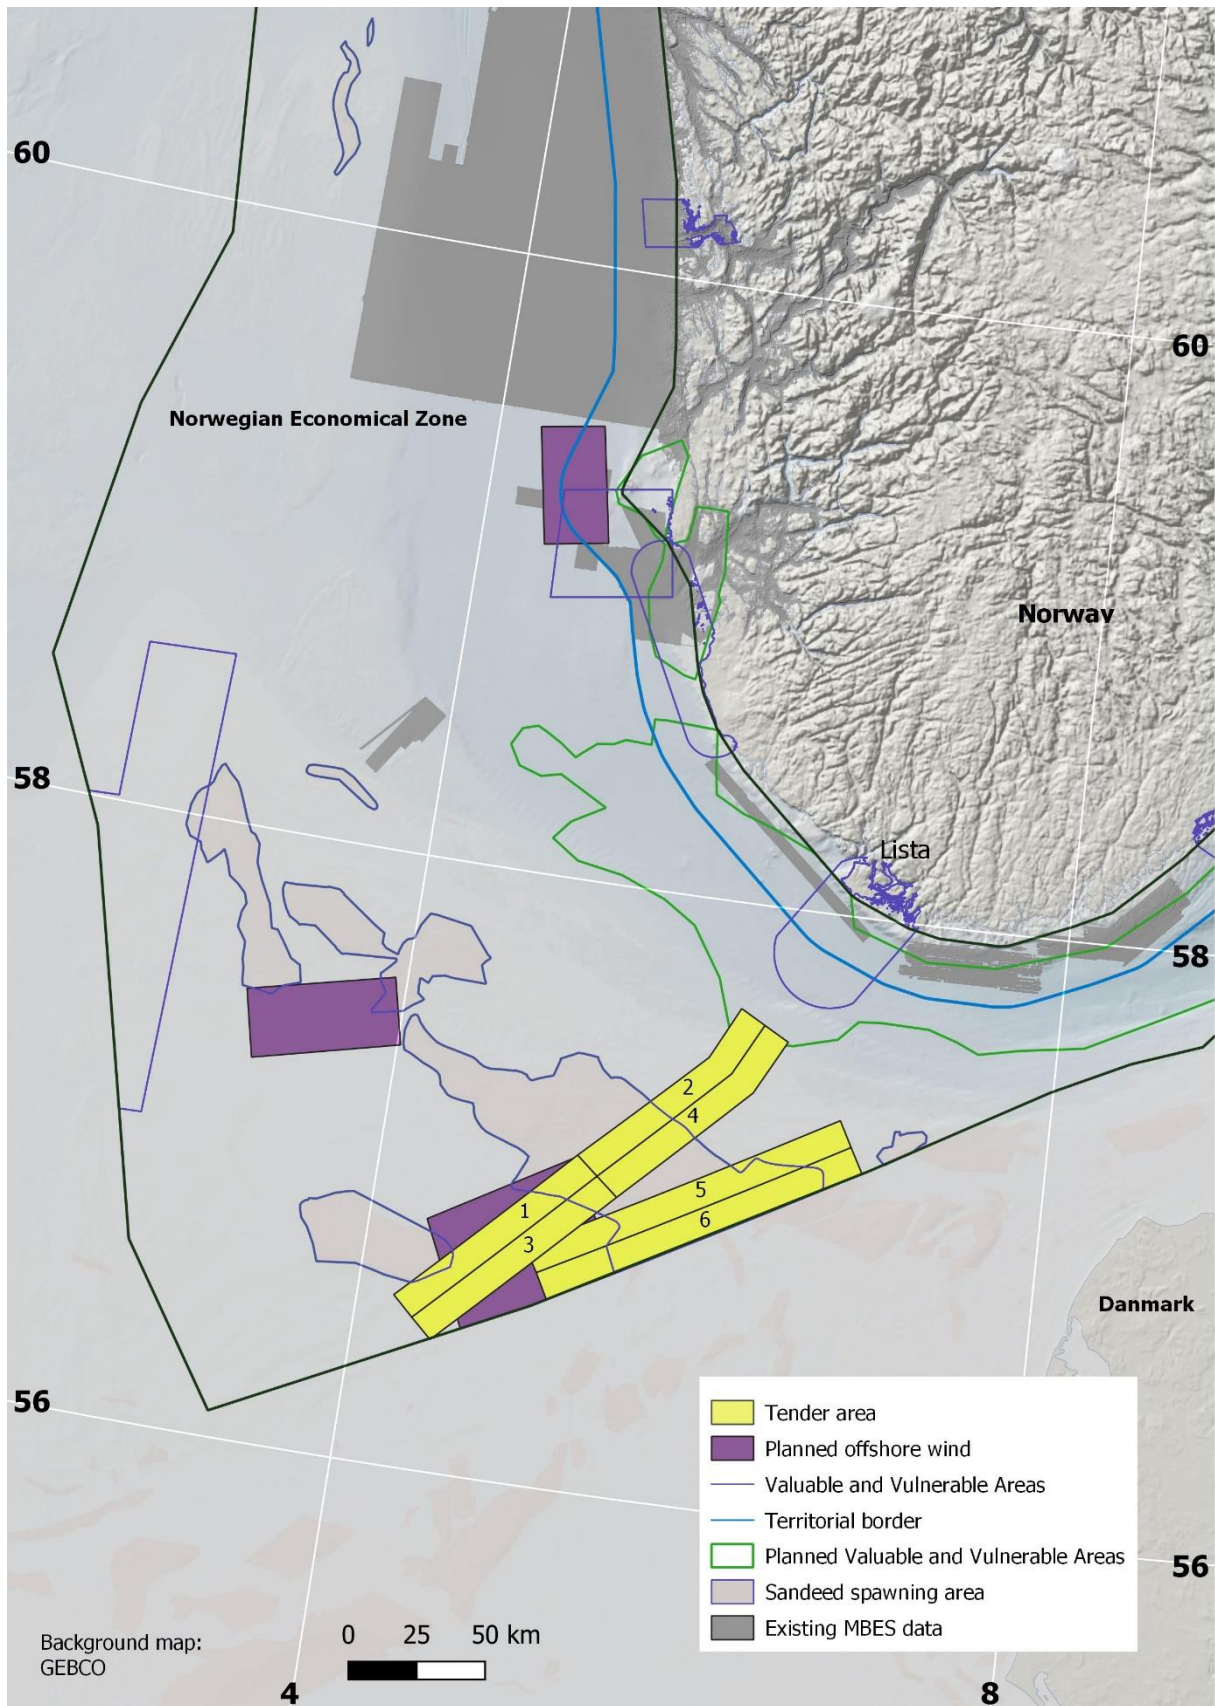 60
60
Norwegian Economical Zone
Norwav
58
Lista
58
2
4
5
1
6
3
Danmark
56
Tender area
Planned offshore wind
Valuable and Vulnerable Areas
Territorial border
Planned Valuable and Vulnerable Areas
56
Sandeed spawning area
Existing MBES data
Background map:
GEBCO
0 25 50 km
4
8